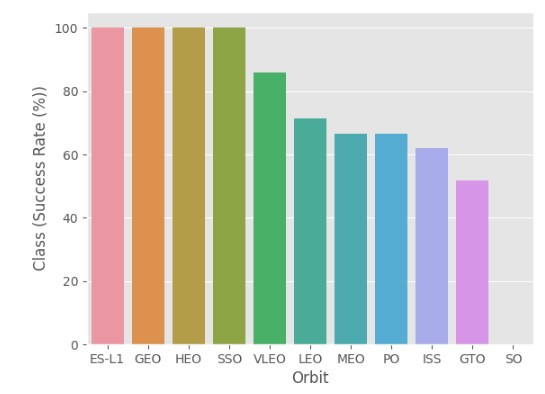 100
80
60
40
20
0
Class (Success Rate (%))
ES-L1 GEO HEO SSO VLEO LEO MEO PO ISS GTO SO
Orbit